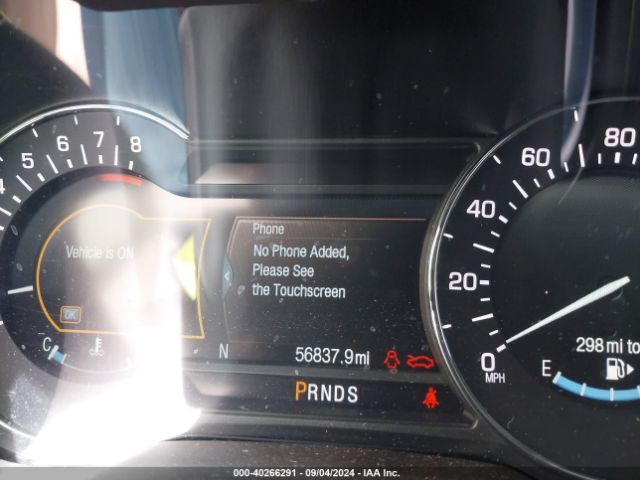 4 5 6 7 8
Vehicle is ON
OK
C
Phone
No Phone Added,
Please See
the Touchscreen
N 56837.9mi
PRNDS
0 20 40 60 80
MPH
298 mi to
E
000-40266291 - 09/04/2024 - IAA Inc.